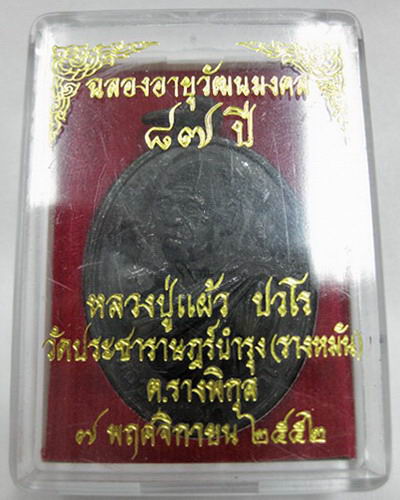 ฉลองอายุวัฒนมงคล
๘๗ ปี
หลวงปู่แผ้ว ปวโร
วัดประชาราษฎร์บำรุง (รางหมัน)
ต.รางพิกุล
๗ พฤศจิกายน ๒๕๕๒